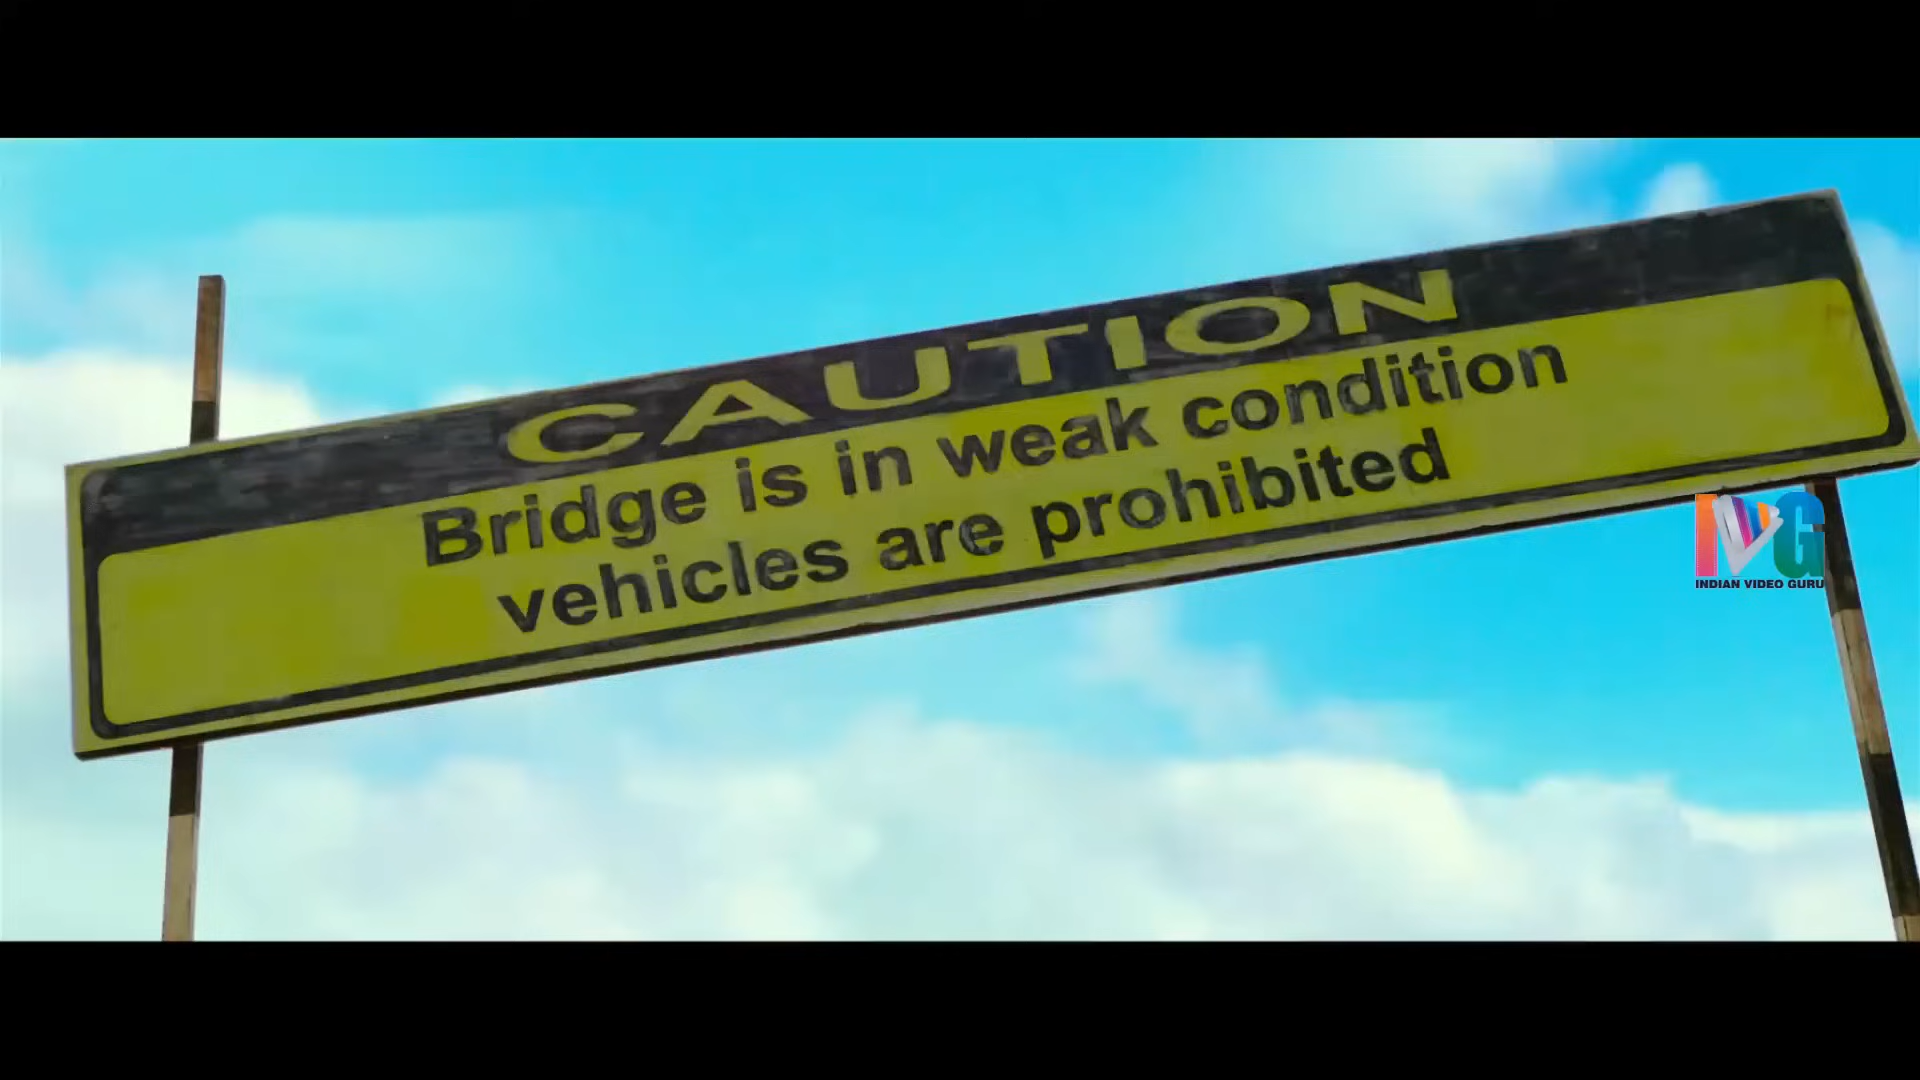 CAUTION
Bridge is in weak condition
vehicles are prohibited
IVG
INDIAN VIDEO GURU